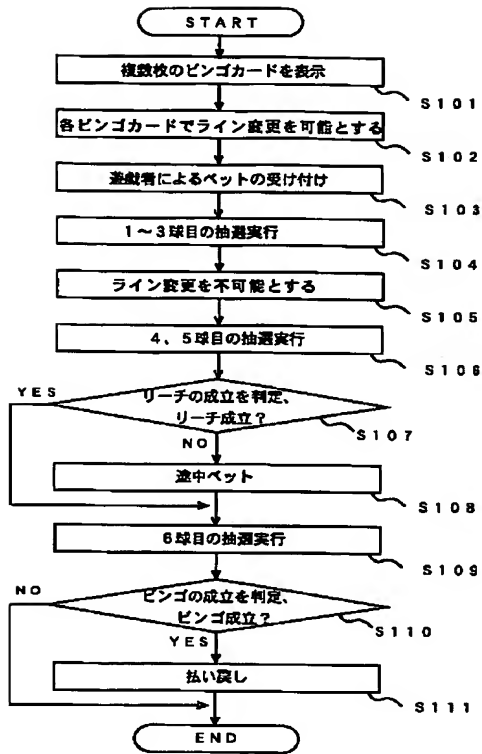 START
複数枚のビンゴカードを表示
S101
各ビンゴカードでライン変更を可能とする
S102
遊戯者によるベットの受け付け
S103
1〜3球目の抽選実行
S104
ライン変更を不可能とする
S105
4、5球目の抽選実行
S106
YES
リーチの成立を判定、
リーチ成立?
S107
NO
途中ベット
S108
6球目の抽選実行
S109
NO
ビンゴの成立を判定、
ビンゴ成立?
S110
YES
払い戻し
S111
END